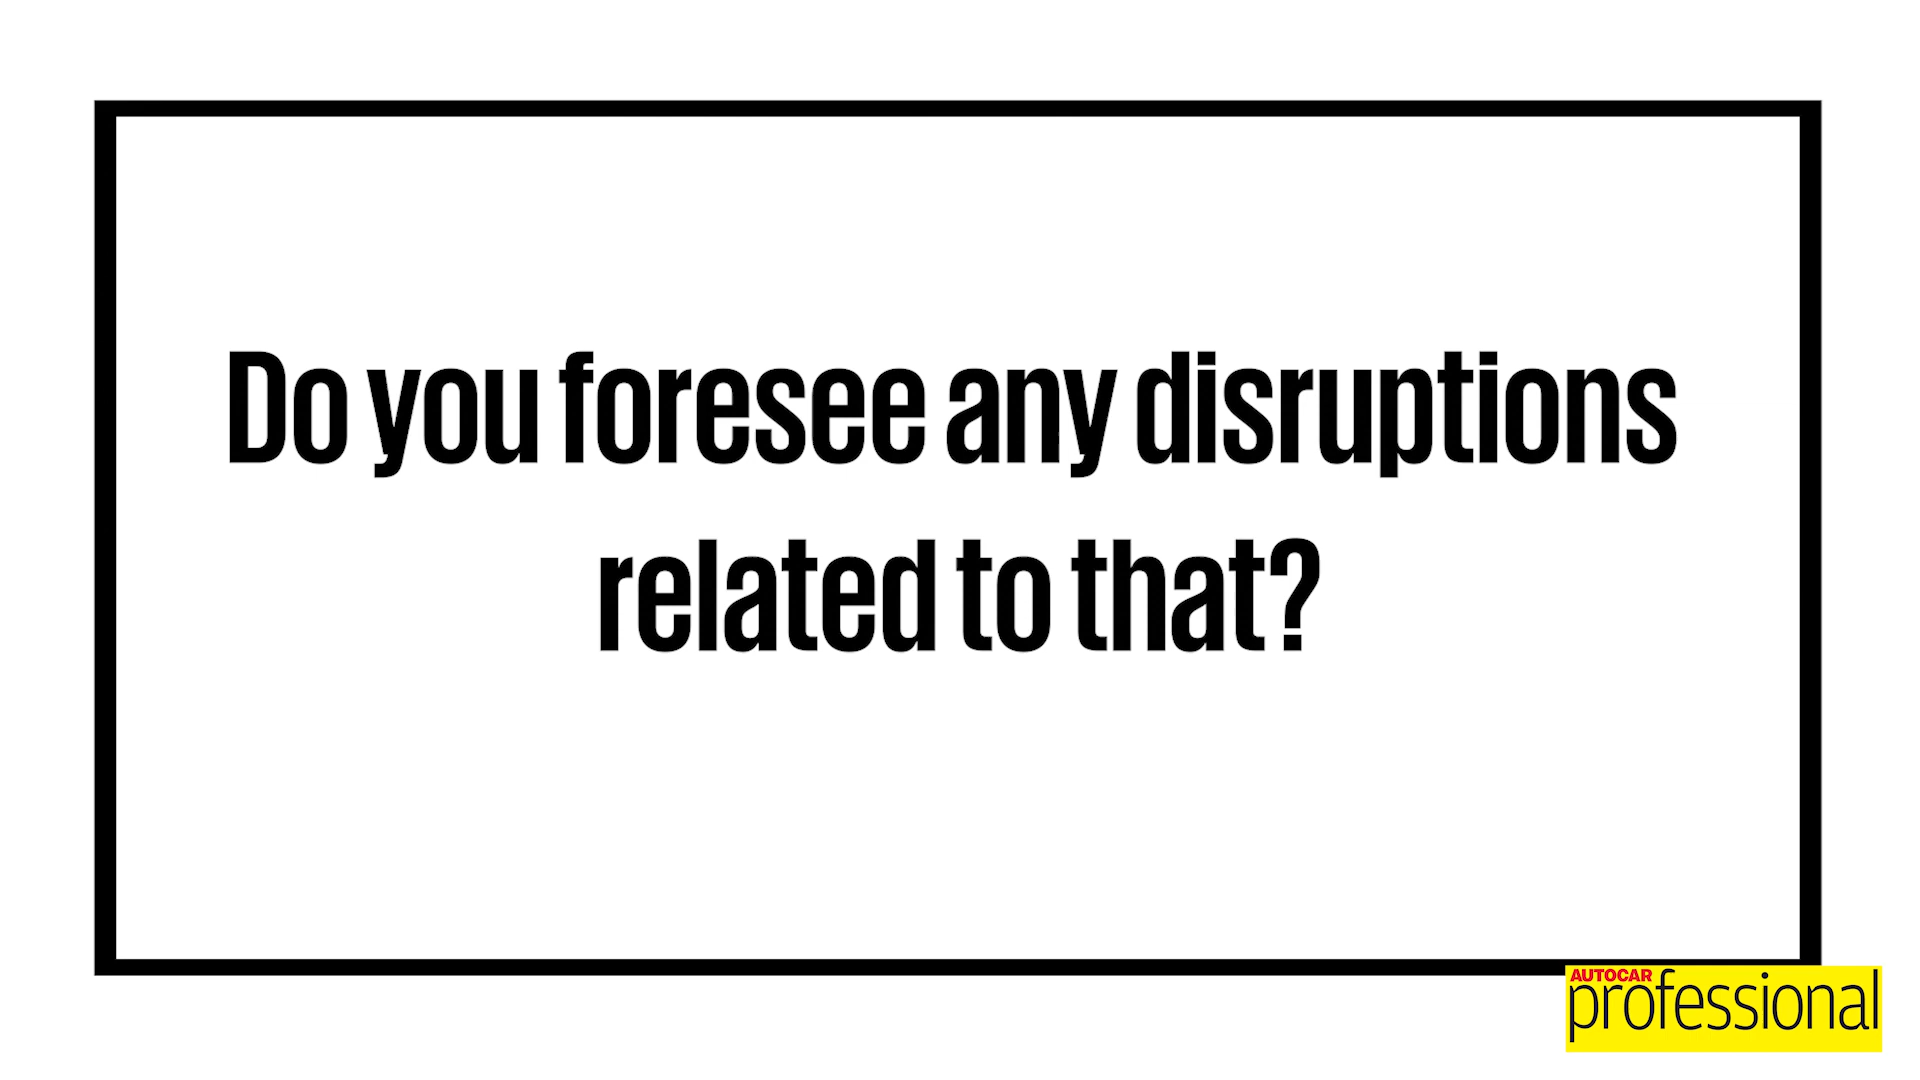 Do you foresee any disruptions
related to that?
AUTOCAR
professional